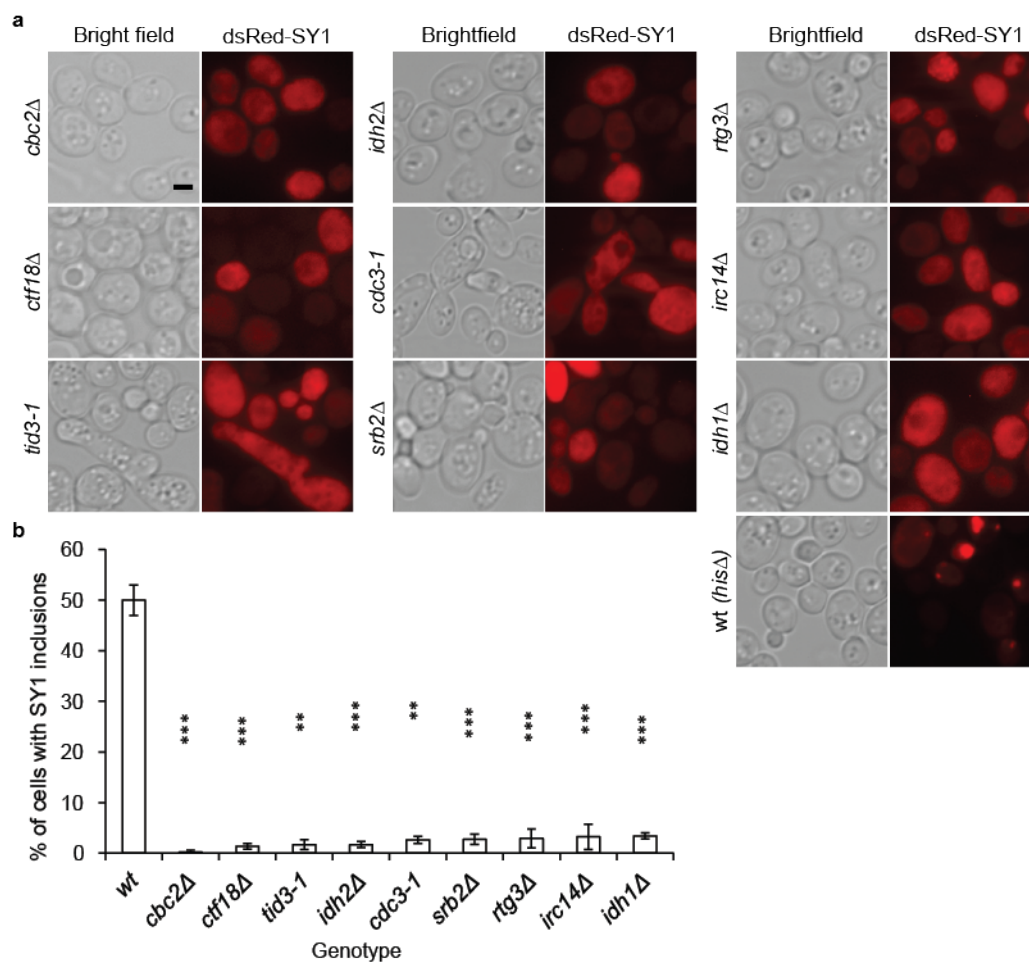 a
Bright field dsRed-SY1 Brightfield dsRed-SY1 Brightfield dsRed-SY1
cbc2Δ idh2Δ rtg3Δ
ctf18Δ cdc3-1 irc14Δ
tid3-1 srb2Δ idh1Δ
wt (hisΔ)
b
% of cells with SY1 inclusions
60
50
40
30
20
10
0
*** *** ** *** ** *** *** *** ***
wt cbc2Δ ctf18Δ tid3-1 idh2Δ cdc3-1 srb2Δ rtg3Δ irc14Δ idh1Δ
Genotype